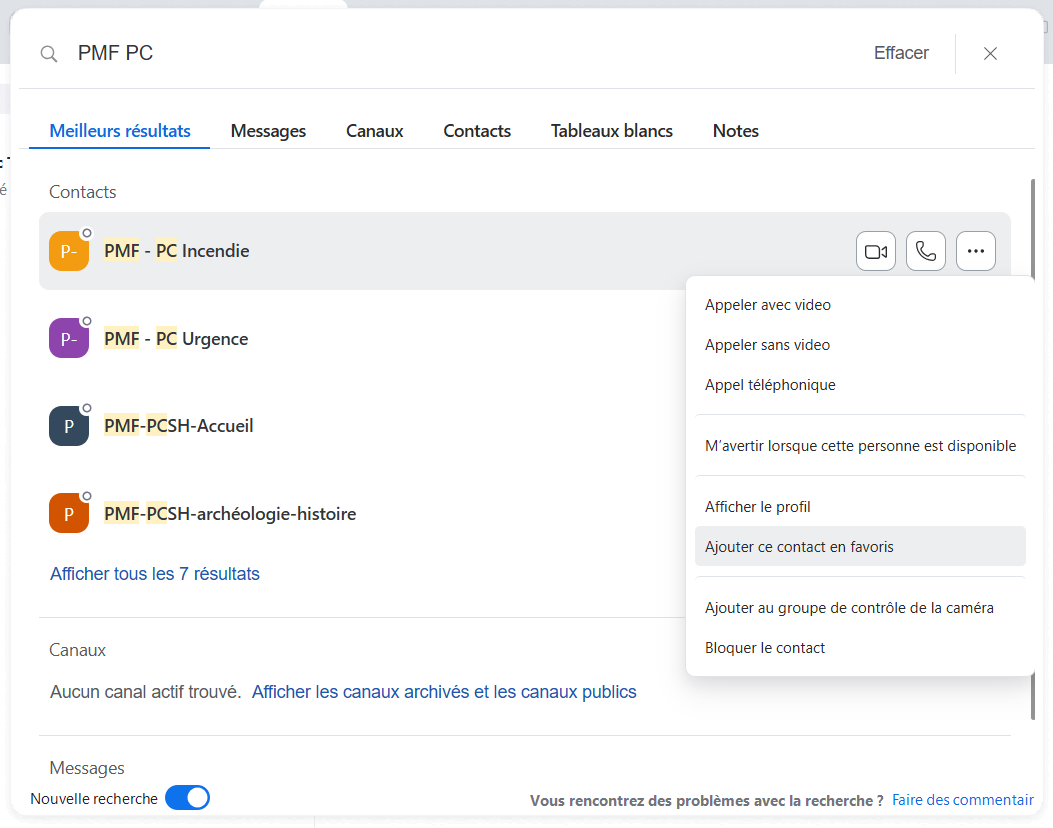 PMF PC
Effacer
Meilleurs résultats Messages Canaux Contacts Tableaux blancs Notes
Contacts
P- PMF - PC Incendie
P- PMF - PC Urgence
P PMF-PCSH-Accueil
P PMF-PCSH-archéologie-histoire
Afficher tous les 7 résultats
Appeler avec video
Appeler sans video
Appel téléphonique
M’avertir lorsque cette personne est disponible
Afficher le profil
Ajouter ce contact en favoris
Ajouter au groupe de contrôle de la caméra
Bloquer le contact
Canaux
Aucun canal actif trouvé. Afficher les canaux archivés et les canaux publics
Messages
Nouvelle recherche
Vous rencontrez des problèmes avec la recherche ? Faire des commentair